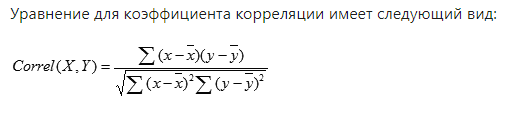 Уравнение для коэффициента корреляции имеет следующий вид:
Correl(X,Y) = ∑(x−x̅)(y−y̅) / √(∑(x−x̅)²∑(y−y̅)²)